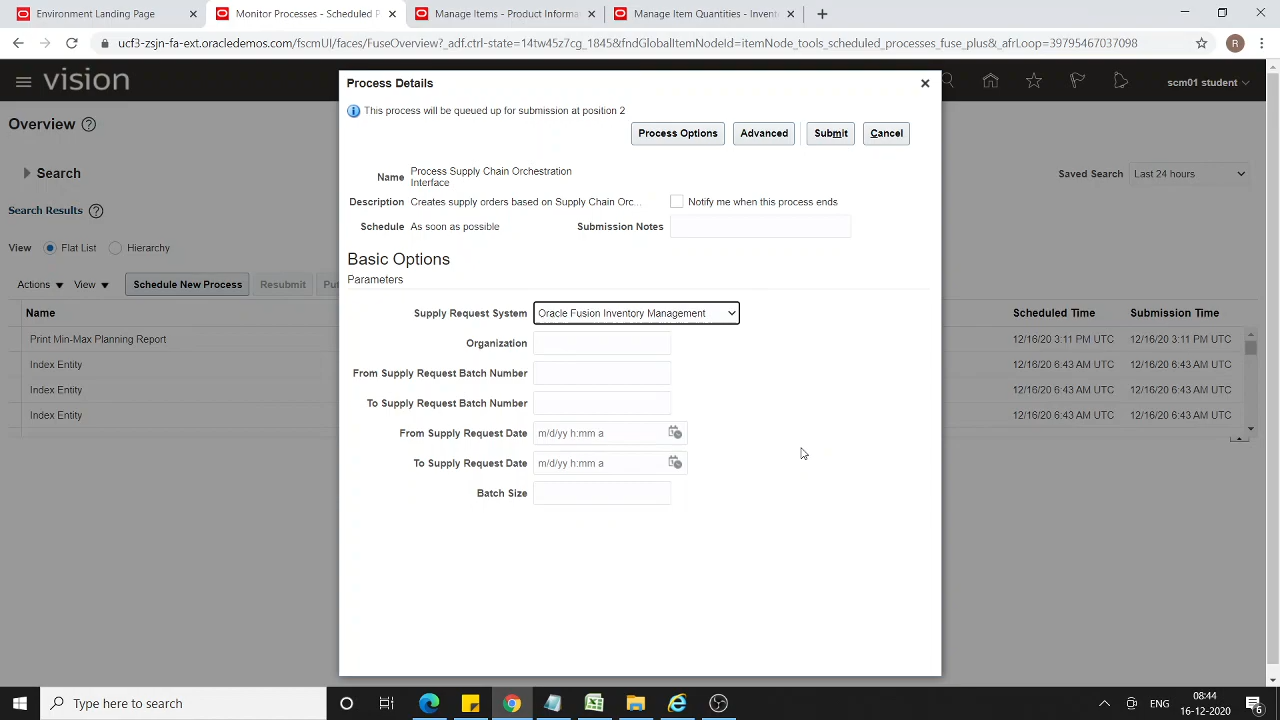 Environment Landing Page
Monitor Processes - Scheduled P
Manage Items - Product Informa
Manage Item Quantities - Invent
ucf3-zsjn-fa-ext.oracledemos.com/fscmUI/faces/FuseOverview?_adf.ctrl-state=14tw45z7cg_1845&fndGlobalItemNodeId=itemNode_tools_scheduled_processes_fuse_plus&_afrLoop=39795467037098
R
vision
scm01 student
Process Details
This process will be queued up for submission at position 2
Process Options
Advanced
Submit
Cancel
Overview
Search
Saved Search
Last 24 hours
Search Results
View
Flat List
Hierarchy
Actions
View
Schedule New Process
Resubmit
Pu
Name
Scheduled Time
Submission Time
Print Min-Max Planning Report
12/16/20 3:11 PM UTC
12/16/20 3:11 PM UTC
Index Entity
12/16/20 6:43 AM UTC
12/16/20 6:43 AM UTC
Index Entity
12/16/20 6:43 AM UTC
12/16/20 6:43 AM UTC
Index Entity
12/16/20 6:43 AM UTC
12/16/20 6:43 AM UTC
Name
Process Supply Chain Orchestration
Interface
Description
Creates supply orders based on Supply Chain Orc...
Notify me when this process ends
Schedule
As soon as possible
Submission Notes
Basic Options
Parameters
Supply Request System
Oracle Fusion Inventory Management
Organization
From Supply Request Batch Number
To Supply Request Batch Number
From Supply Request Date
m/d/yy h:mm a
To Supply Request Date
m/d/yy h:mm a
Batch Size
Type here to search
ENG
08:44
16-12-2020
6